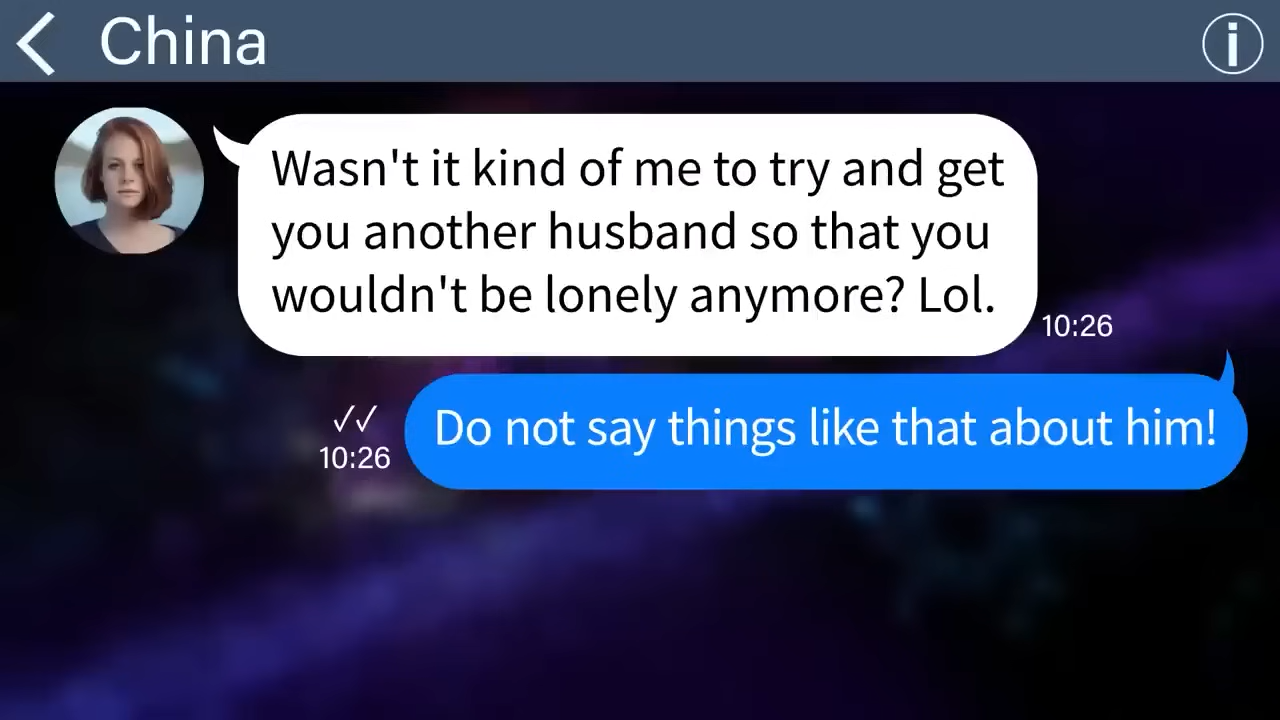 China
Wasn't it kind of me to try and get
you another husband so that you
wouldn't be lonely anymore? Lol.
10:26
Do not say things like that about him!
10:26